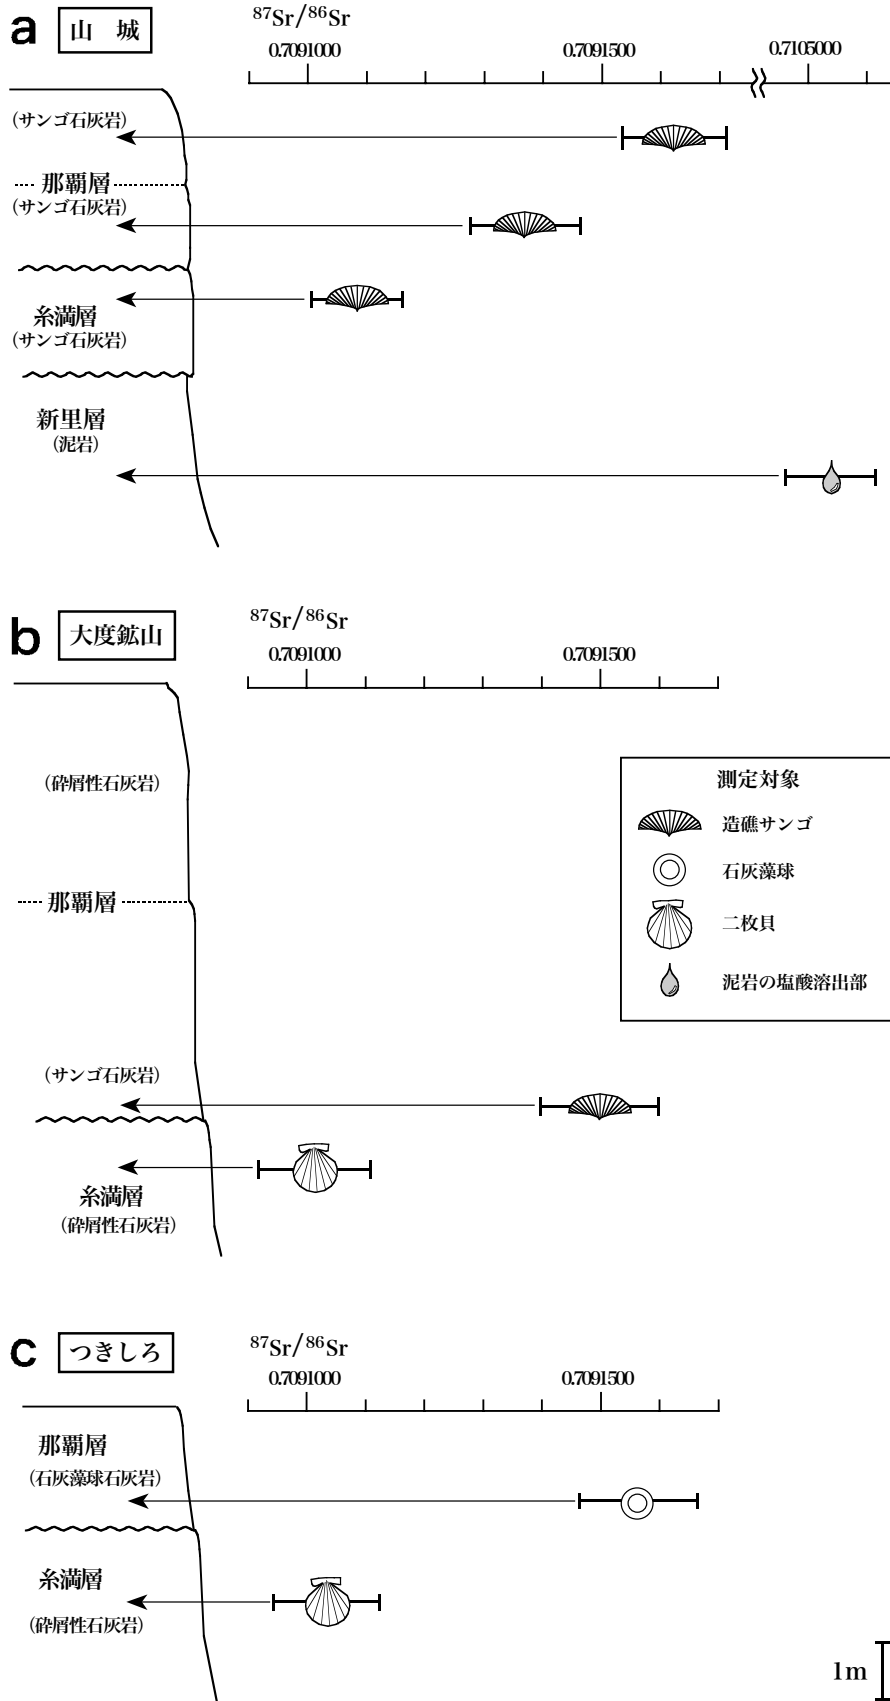 a 山 城
⁸⁷Sr/⁸⁶Sr
0.7091000 0.7091500 0.7105000
(サンゴ石灰岩)
那覇層
(サンゴ石灰岩)
糸満層
(サンゴ石灰岩)
新里層
(泥岩)
b 大度鉱山
⁸⁷Sr/⁸⁶Sr
0.7091000 0.7091500
(砕屑性石灰岩)
那覇層
(サンゴ石灰岩)
糸満層
(砕屑性石灰岩)
測定対象
造礁サンゴ
石灰藻球
二枚貝
泥岩の塩酸溶出部
c つきしろ
⁸⁷Sr/⁸⁶Sr
0.7091000 0.7091500
那覇層
(石灰藻球石灰岩)
糸満層
(砕屑性石灰岩)
1m